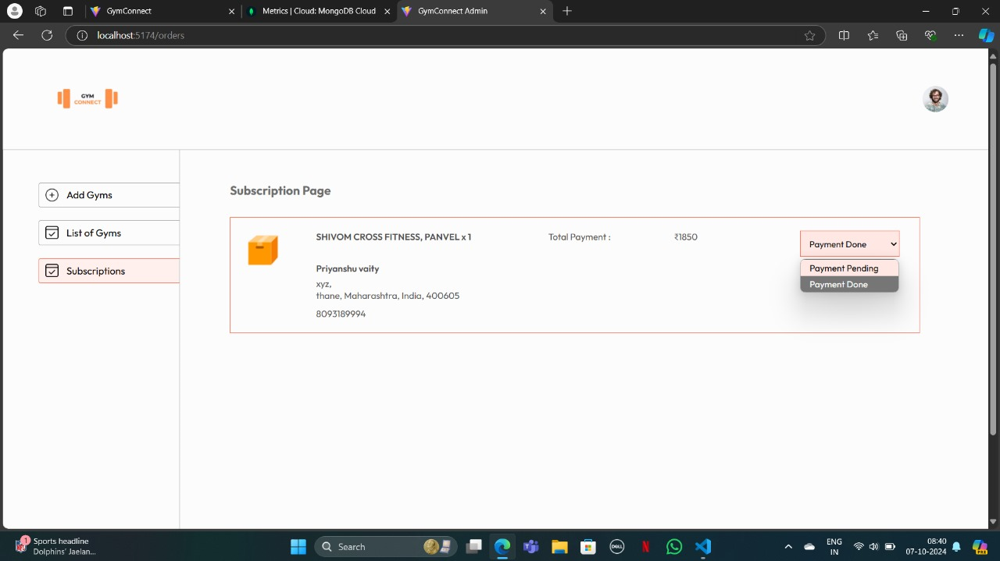 GymConnect
Metrics | Cloud: MongoDB Cloud
GymConnect Admin
localhost:5174/orders
GYM
CONNECT
Add Gyms
List of Gyms
Subscriptions
Subscription Page
SHIVOM CROSS FITNESS, PANVEL x 1
Total Payment :
₹1850
Payment Done
Payment Pending
Payment Done
Priyanshu vaity
xyz,
thane, Maharashtra, India, 400605
8093189994
1
Sports headline
Dolphins' Jaelan...
Search
DELL
N
ENG
IN
08:40
07-10-2024